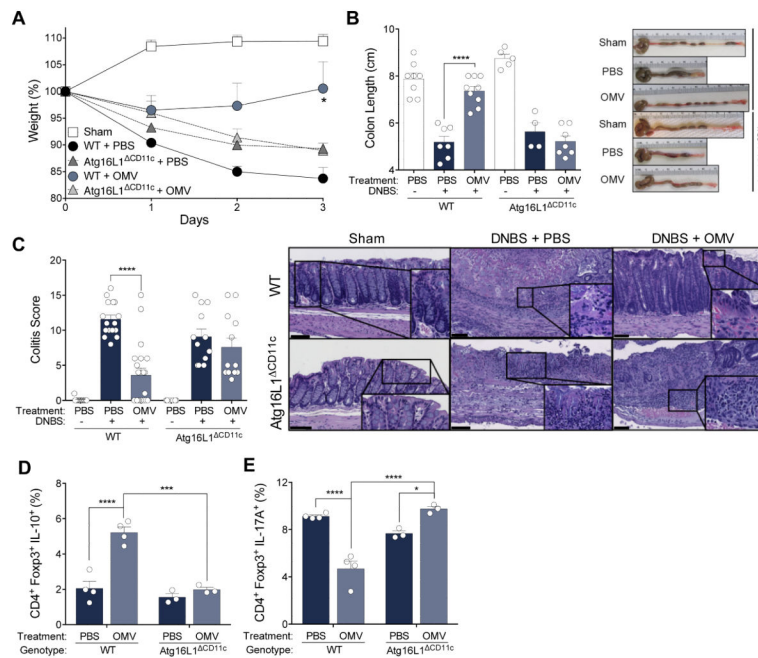 A
Weight (%)
110
105
100
95
90
85
80
0
1
2
3
Days
*
Sham
WT + PBS
Atg16L1ΔCD11c + PBS
WT + OMV
Atg16L1ΔCD11c + OMV
B
Colon Length (cm)
10
8
6
4
****
Treatment: PBS PBS OMV PBS PBS OMV
DNBS: - + + - + +
WT Atg16L1ΔCD11c
Sham
PBS
OMV
Sham
PBS
OMV
C
Colitis Score
20
15
10
5
0
****
Treatment: PBS PBS OMV PBS PBS OMV
DNBS: - + + - + +
WT Atg16L1ΔCD11c
Sham DNBS + PBS DNBS + OMV
WT
Atg16L1ΔCD11c
D
CD4+ Foxp3+ IL-10+ (%)
8
6
4
2
0
****
***
Treatment: PBS OMV PBS OMV
Genotype: WT Atg16L1ΔCD11c
E
CD4+ Foxp3+ IL-17A+ (%)
12
9
6
3
0
****
****
*
Treatment: PBS OMV PBS OMV
Genotype: WT Atg16L1ΔCD11c